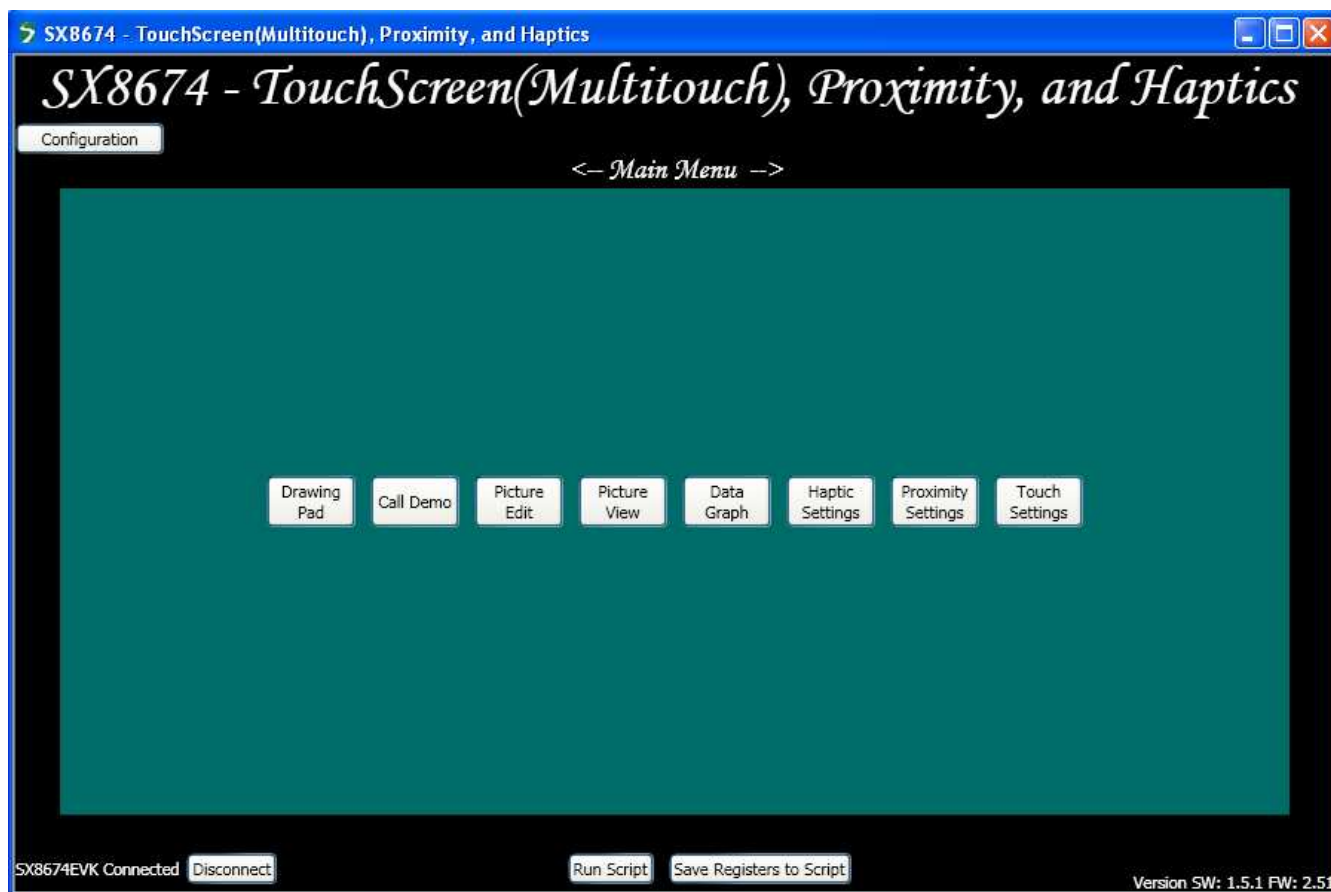 SX8674 - TouchScreen(Multitouch), Proximity, and Haptics
SX8674 - TouchScreen(Multitouch), Proximity, and Haptics
Configuration
<-- Main Menu -->
Drawing Pad
Call Demo
Picture Edit
Picture View
Data Graph
Haptic Settings
Proximity Settings
Touch Settings
SX8674EVK Connected Disconnect Run Script Save Registers to Script
Version SW: 1.5.1 FW: 2.51